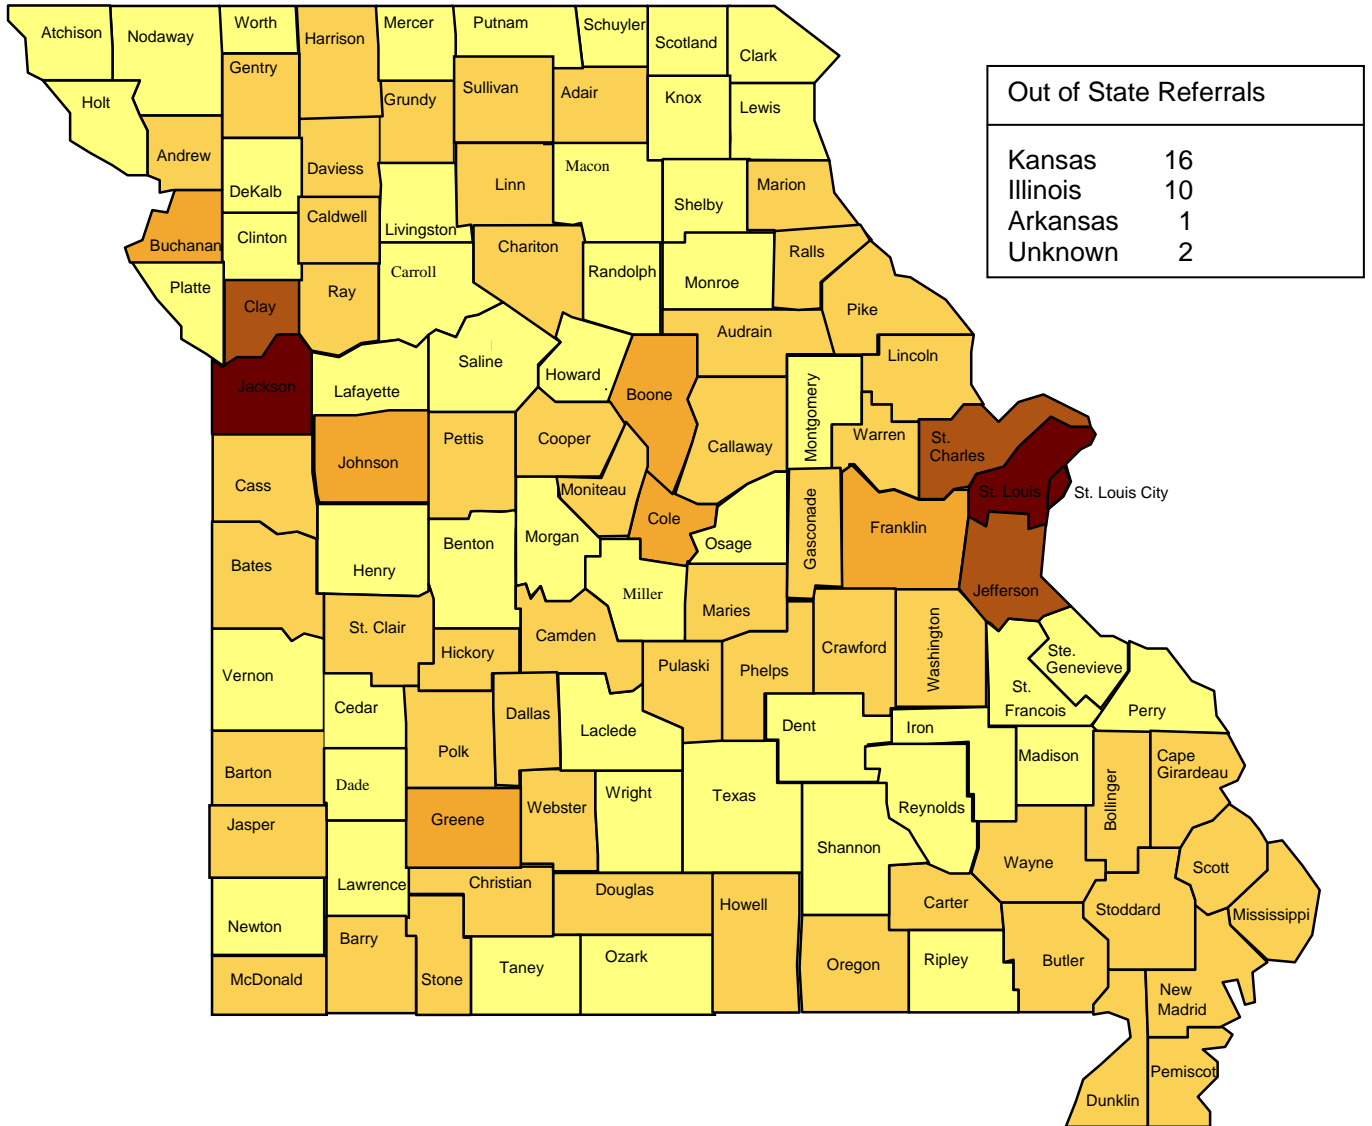 Atchison
Nodaway
Worth
Harrison
Mercer
Putnam
Schuyler
Scotland
Clark
Gentry
Holt
Grundy
Sullivan
Adair
Knox
Lewis
Out of State Referrals
Kansas 16
Illinois 10
Arkansas 1
Unknown 2
Andrew
DeKalb
Daviess
Linn
Macon
Shelby
Marion
Buchanan
Clinton
Caldwell
Livingston
Chariton
Randolph
Monroe
Ralls
Platte
Clay
Ray
Carroll
Audrain
Pike
Jackson
Lafayette
Saline
Howard
Boone
Lincoln
Montgomery
Warren
St.
Charles
Cass
Johnson
Pettis
Cooper
Moniteau
Callaway
St. Louis
St. Louis City
Bates
Henry
Benton
Morgan
Cole
Osage
Gasconade
Franklin
Jefferson
Miller
Maries
St. Clair
Hickory
Camden
Pulaski
Phelps
Crawford
Washington
Ste.
Genevieve
St.
Francois
Perry
Vernon
Cedar
Polk
Dallas
Laclede
Dent
Iron
Madison
Bollinger
Cape
Girardeau
Barton
Dade
Greene
Webster
Wright
Texas
Shannon
Reynolds
Wayne
Scott
Jasper
Lawrence
Christian
Douglas
Howell
Carter
Stoddard
Mississippi
Newton
Barry
Stone
Taney
Ozark
Oregon
Ripley
Butler
New
Madrid
McDonald
Dunklin
Pemiscot